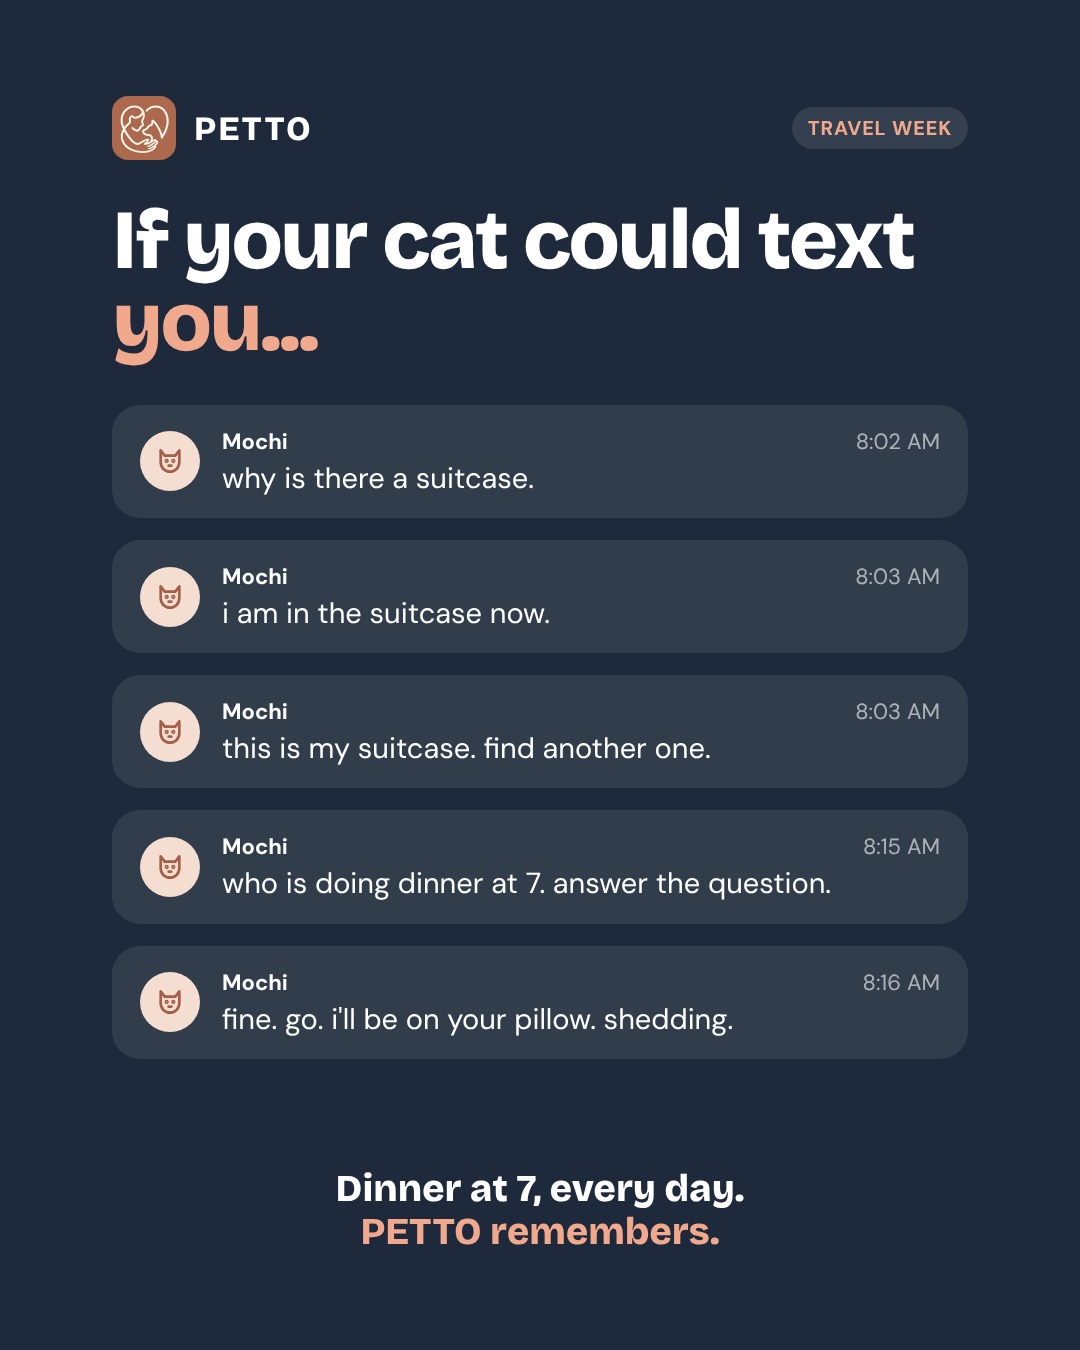 PETTO
TRAVEL WEEK
If your cat could text
you...
Mochi
8:02 AM
why is there a suitcase.
Mochi
8:03 AM
i am in the suitcase now.
Mochi
8:03 AM
this is my suitcase. find another one.
Mochi
8:15 AM
who is doing dinner at 7. answer the question.
Mochi
8:16 AM
fine. go. i'll be on your pillow. shedding.
Dinner at 7, every day.
PETTO remembers.